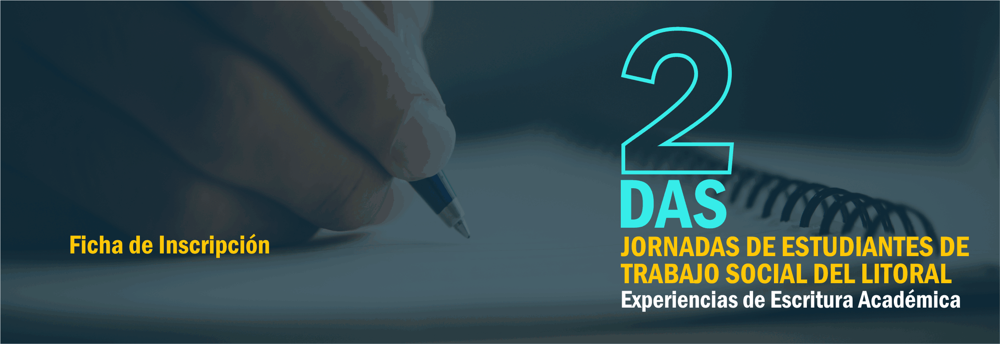 Ficha de Inscripción
2
DAS
JORNADAS DE ESTUDIANTES DE
TRABAJO SOCIAL DEL LITORAL
Experiencias de Escritura Académica